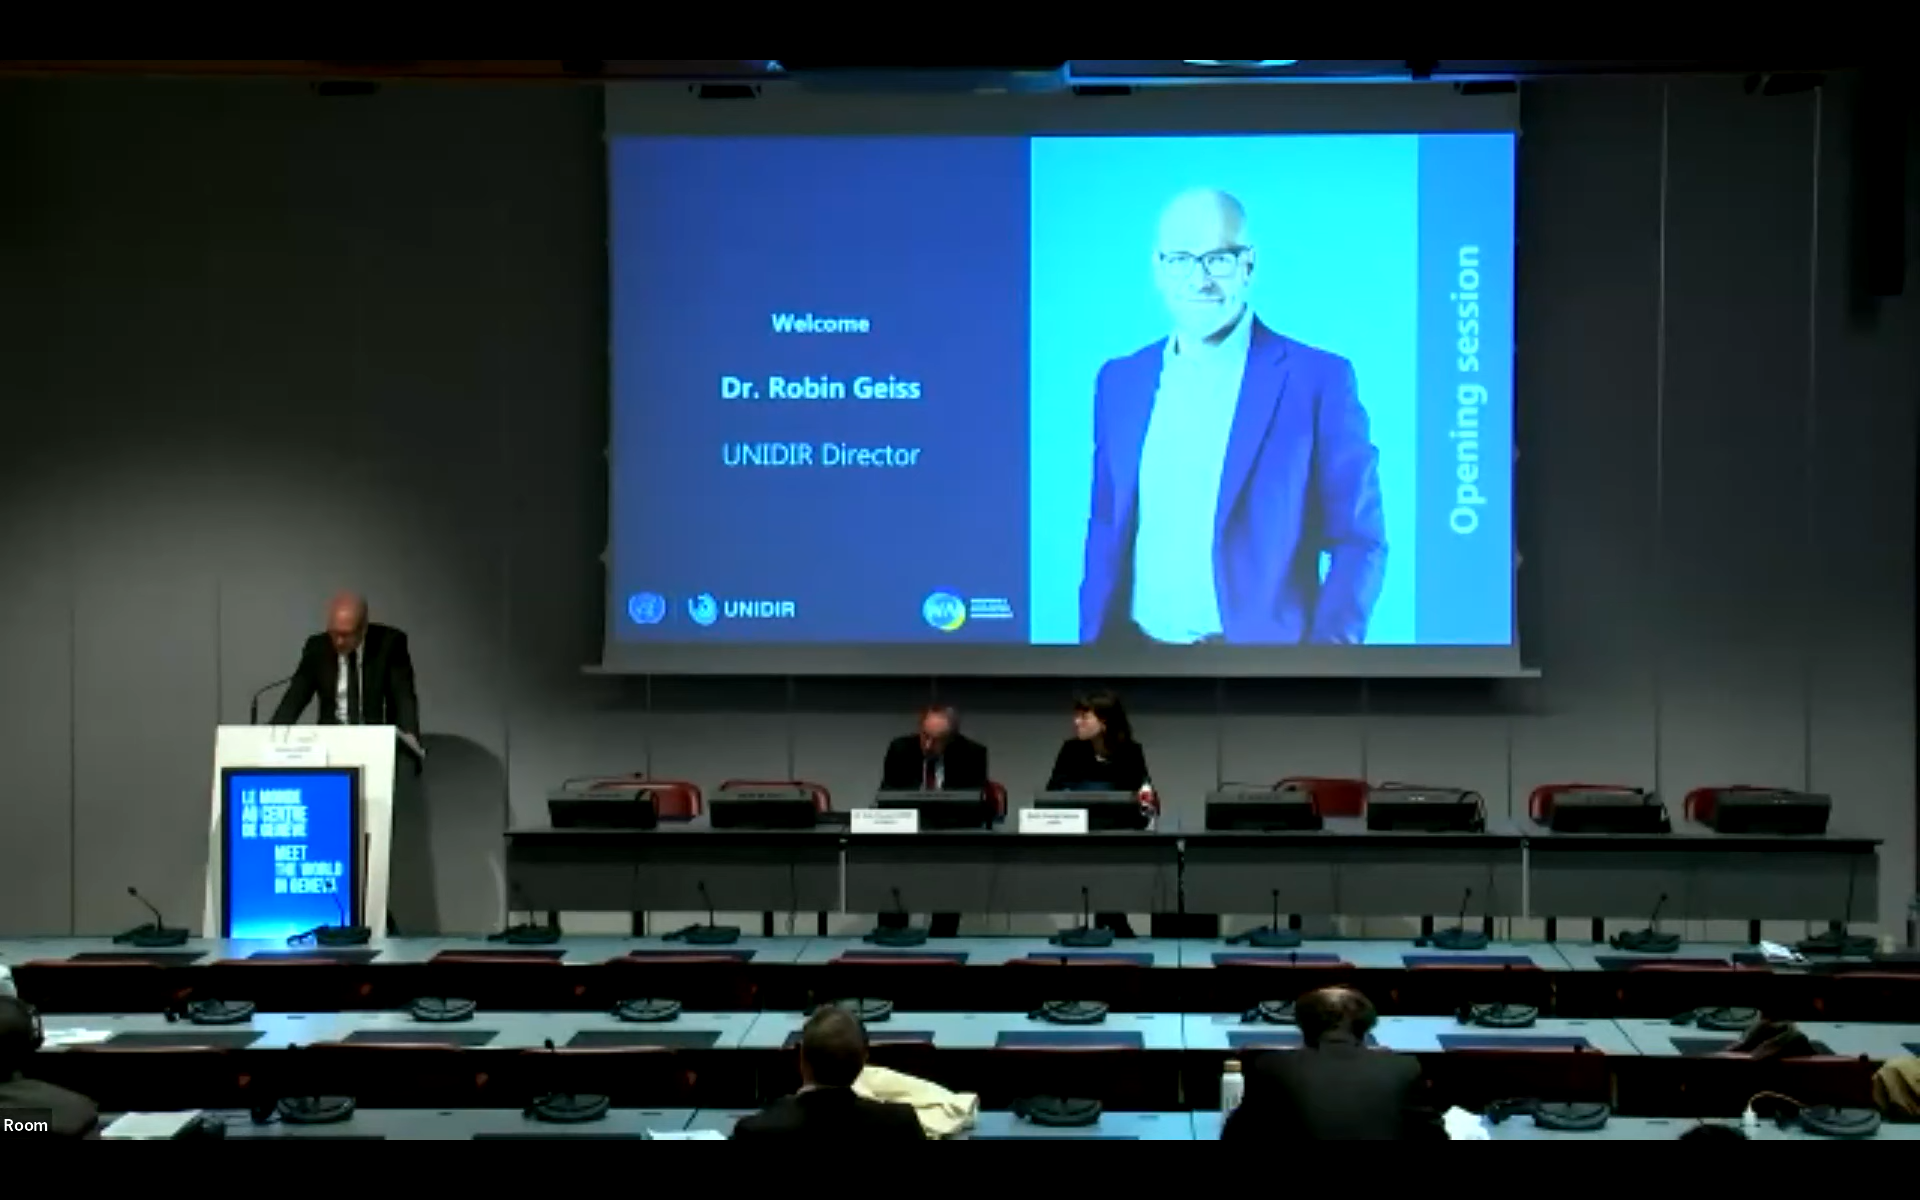 Welcome
Dr. Robin Geiss
UNIDIR Director
Opening session
UNIDIR
LE MONDE
AU CENTRE
DE GENÈVE
MEET
THE WORLD
IN GENEVA
Room